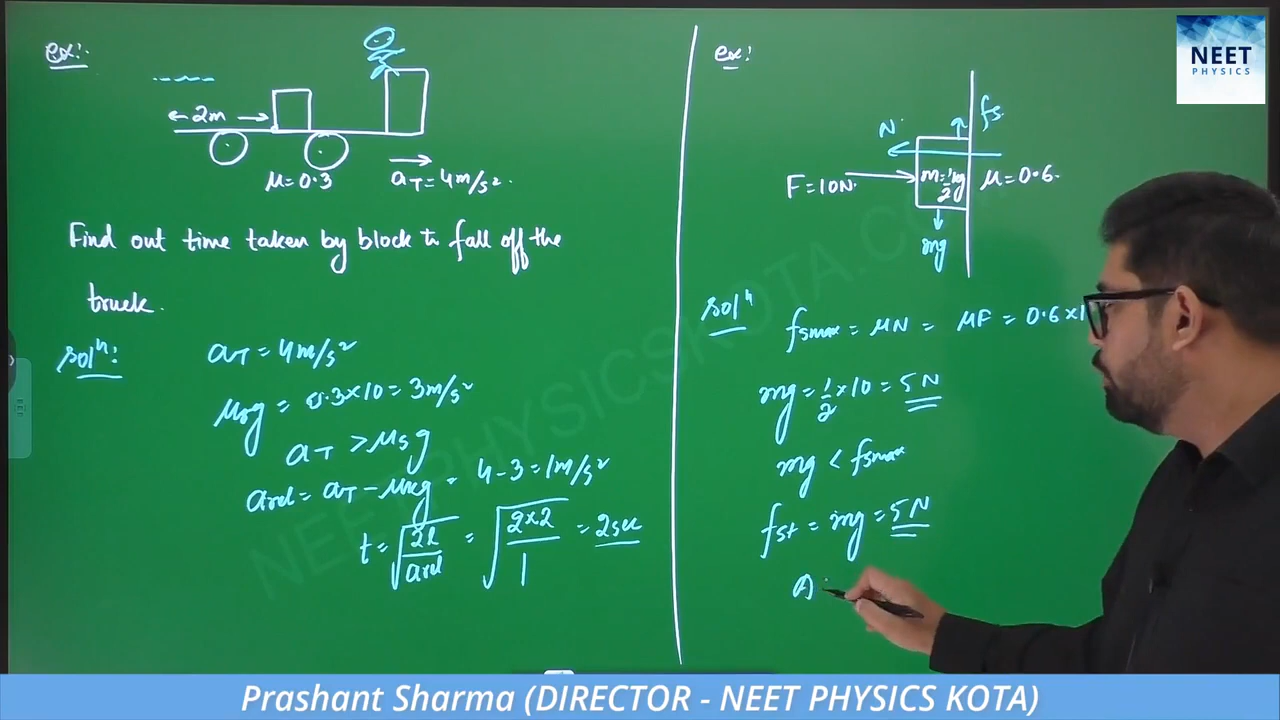 ex:
2m
μ=0.3
aT=4m/s².
Find out time taken by block to fall off the
truck.
Solⁿ:
aT = 4m/s²
μsg = 0.3×10 = 3m/s²
aT > μsg
arel = aT - μkg = 4-3 = 1m/s²
t = √(2l/arel) = √(2×2/1) = 2sec
ex:
fs
N
F=10N
m=1/2kg
μ=0.6
mg
Solⁿ
fsmax = μN = μF = 0.6×1
mg = 1/2×10 = 5N
mg < fsmax
fst = mg = 5N
NEET
PHYSICS
NEETPHYSICSKOTA.CO
Prashant Sharma (DIRECTOR - NEET PHYSICS KOTA)